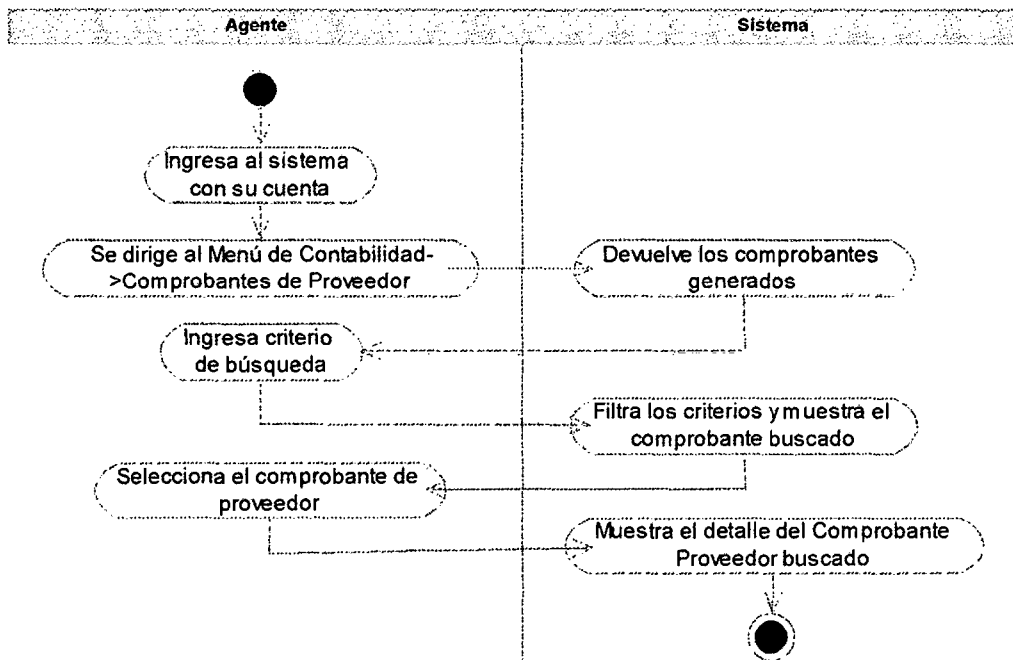 Agente
Sistema
Ingresa al sistema
con su cuenta
Se dirige al Menú de Contabilidad-
>Comprobantes de Proveedor
Devuelve los comprobantes
generados
Ingresa criterio
de búsqueda
Filtra los criterios y muestra el
comprobante buscado
Selecciona el comprobante de
proveedor
Muestra el detalle del Comprobante
Proveedor buscado